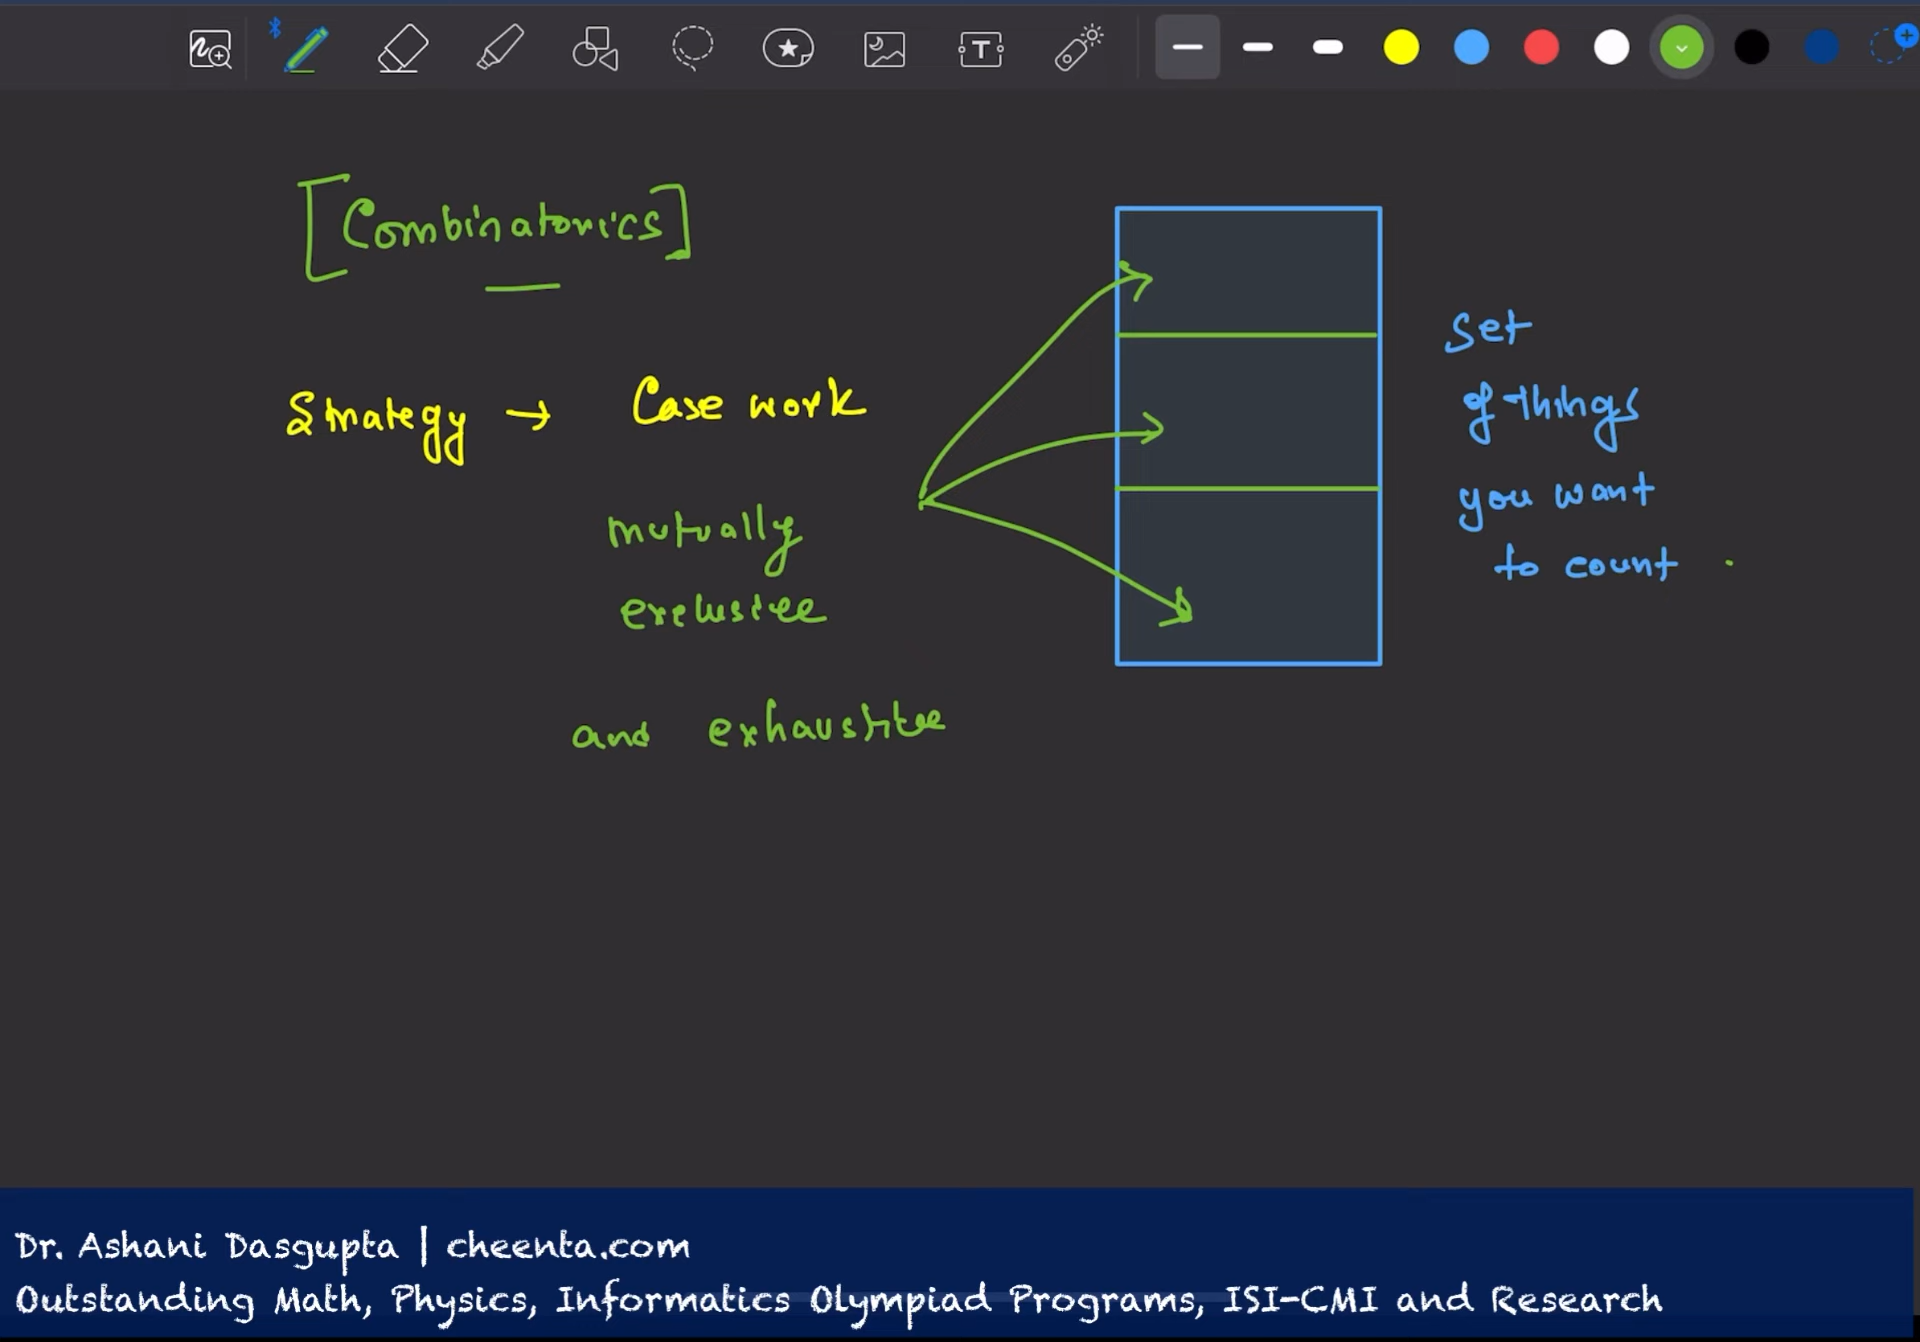 [Combinatorics]
Strategy → Case work
mutually
exclusive
and exhaustive
Set
of things
you want
to count
T
Dr. Ashani Dasgupta | cheenta.com
Outstanding Math, Physics, Informatics Olympiad Programs, ISI-CMI and Research